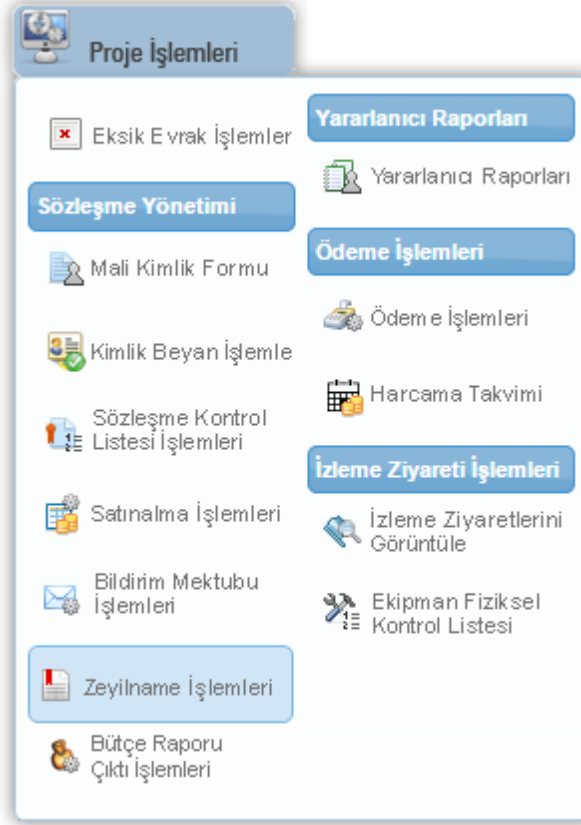 Proje İşlemleri
Eksik Evrak İşlemler
Sözleşme Yönetimi
Mali Kimlik Formu
Kimlik Beyan İşlemle
Sözleşme Kontrol
Listesi İşlemleri
Satınalma İşlemleri
Bildirim Mektubu
İşlemleri
Zeyilname İşlemleri
Bütçe Raporu
Çıktı İşlemleri
Yararlanıcı Raporları
Yararlanıcı Raporları
Ödeme İşlemleri
Ödeme İşlemleri
Harcama Takvimi
İzleme Ziyareti İşlemleri
İzleme Ziyaretlerini
Görüntüle
Ekipman Fiziksel
Kontrol Listesi